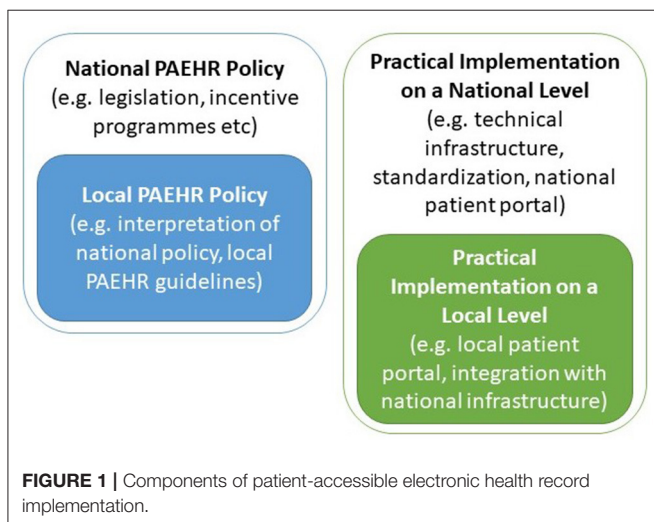 National PAEHR Policy
(e.g. legislation, incentive
programmes etc)
Local PAEHR Policy
(e.g. interpretation of
national policy, local
PAEHR guidelines)
Practical Implementation
on a National Level
(e.g. technical
infrastructure,
standardization, national
patient portal)
Practical
Implementation on a
Local Level
(e.g. local patient
portal, integration with
national infrastructure)
FIGURE 1 | Components of patient-accessible electronic health record
implementation.